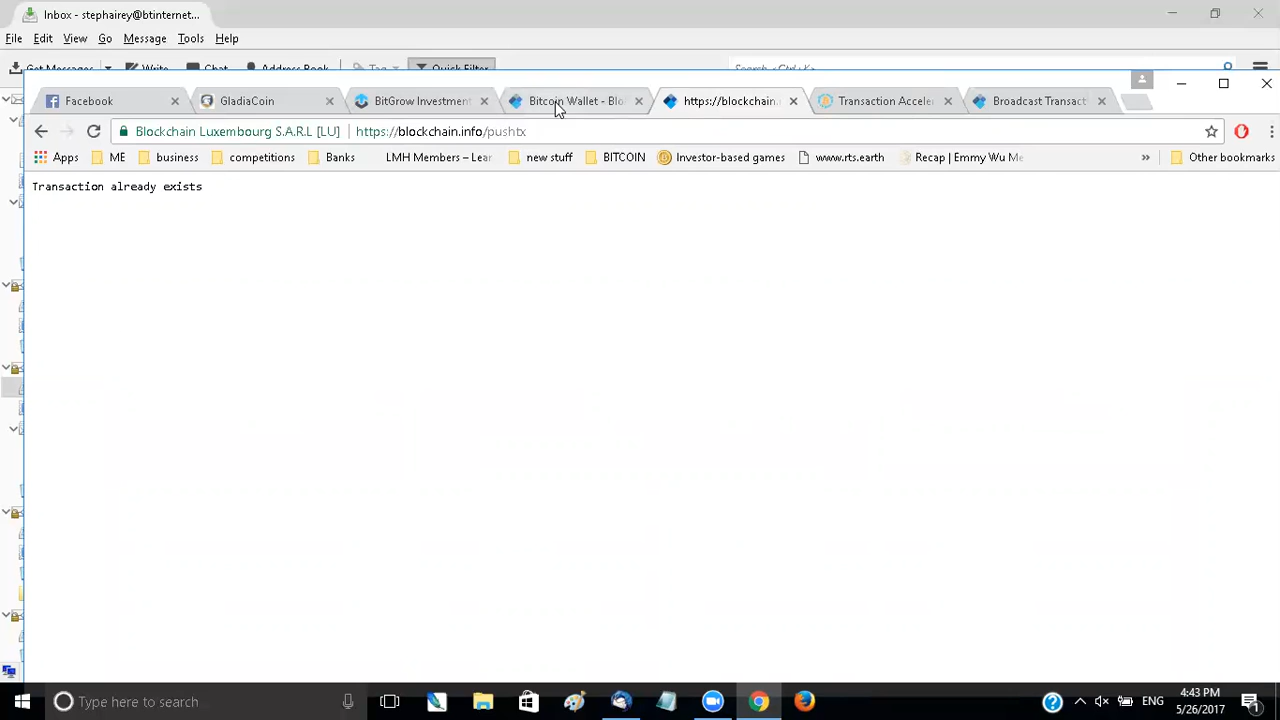 Inbox - stephairey@btinternet...
File Edit View Go Message Tools Help
Get Messages Write Chat Address Book Tag Quick Filter Search <Ctrl+K>
Facebook GladiaCoin BitGrow Investment Bitcoin Wallet - Blo https://blockchain. Transaction Acceler Broadcast Transact
Blockchain Luxembourg S.A.R.L [LU] https://blockchain.info/pushtx
Apps ME business competitions Banks LMH Members – Lear new stuff BITCOIN Investor-based games www.rts.earth Recap | Emmy Wu Me » Other bookmarks
Transaction already exists
Type here to search ENG 4:43 PM
5/26/2017